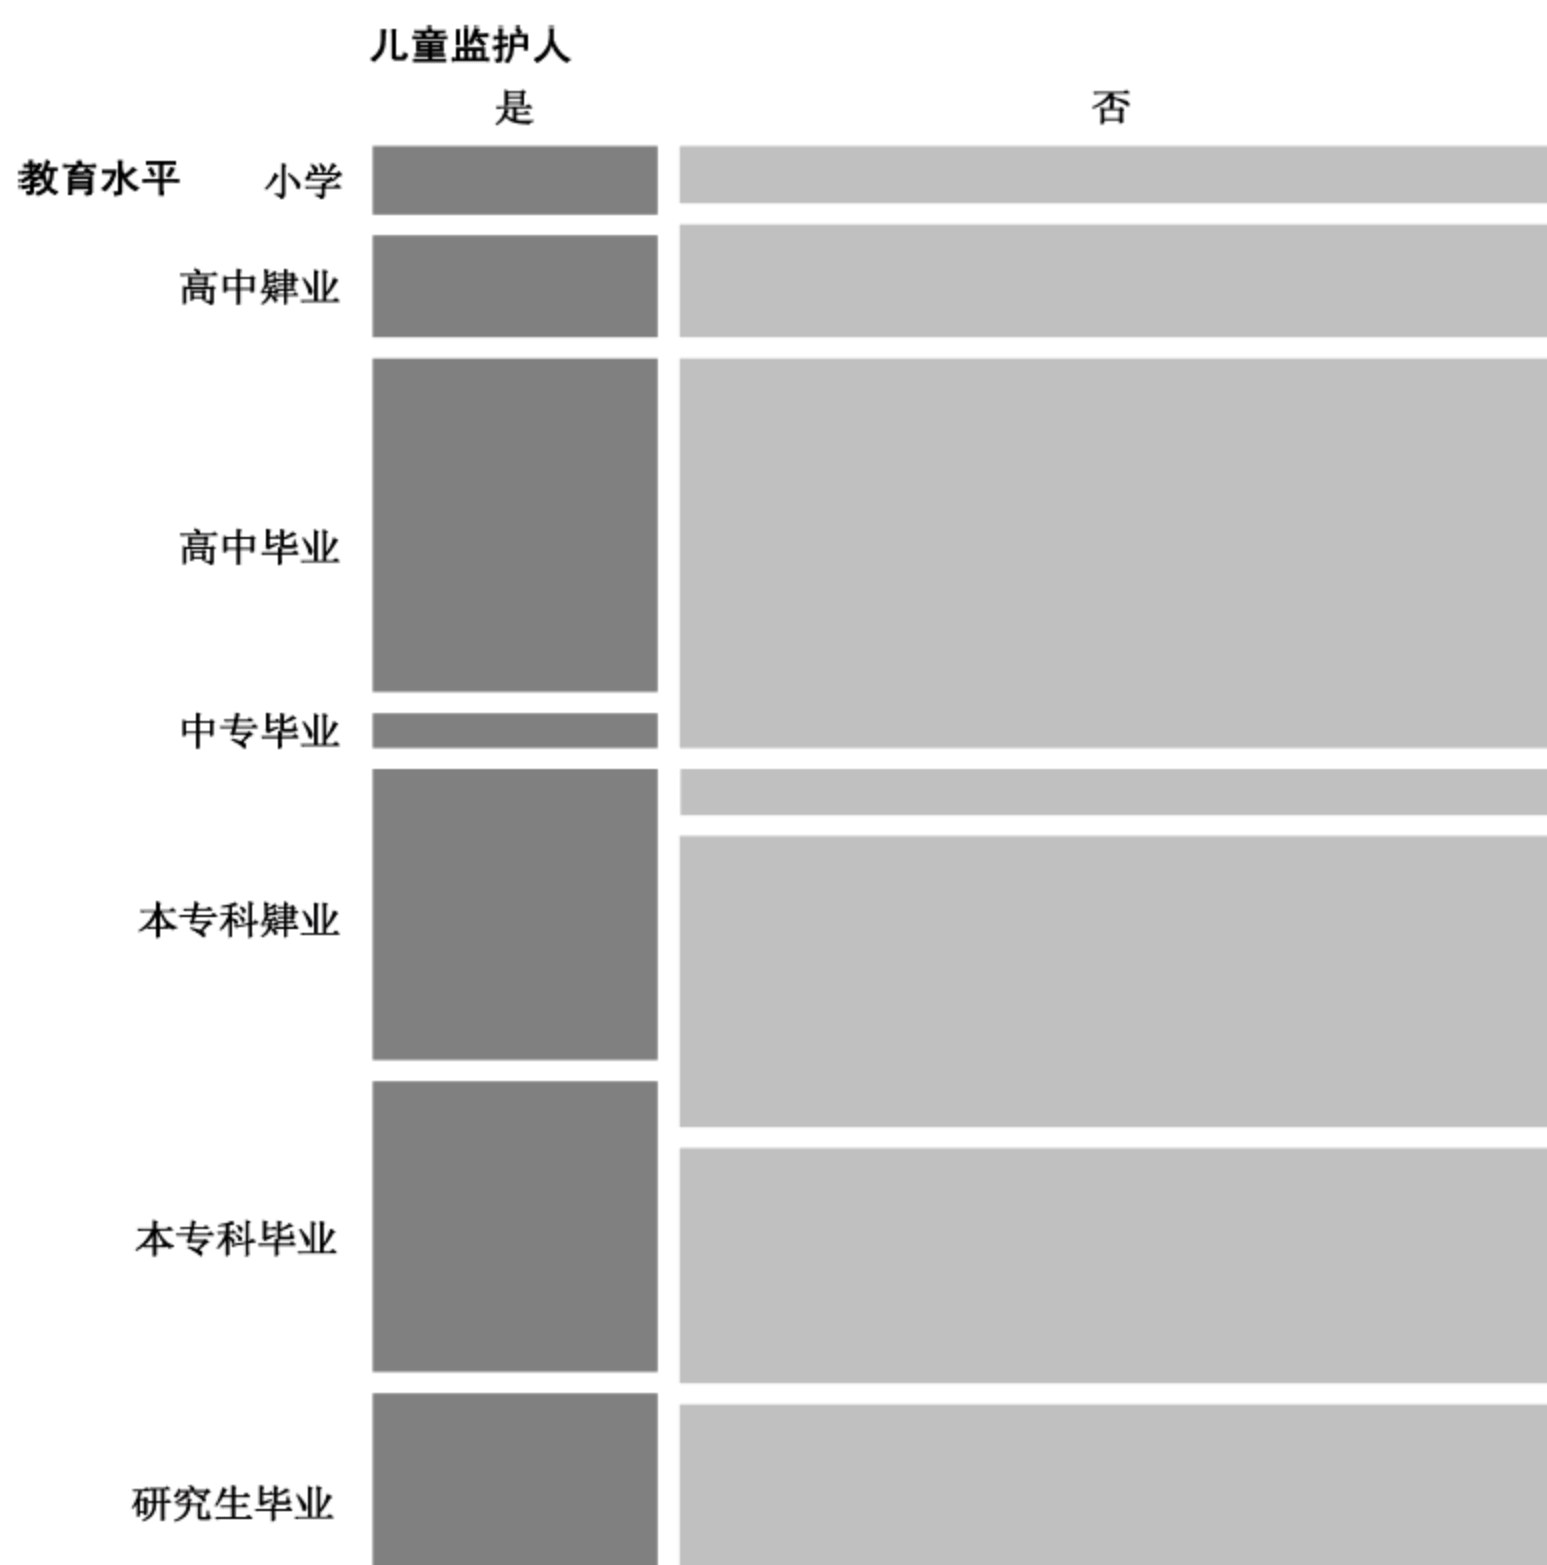 儿童监护人
是 否
教育水平 小学
高中肄业
高中毕业
中专毕业
本专科肄业
本专科毕业
研究生毕业